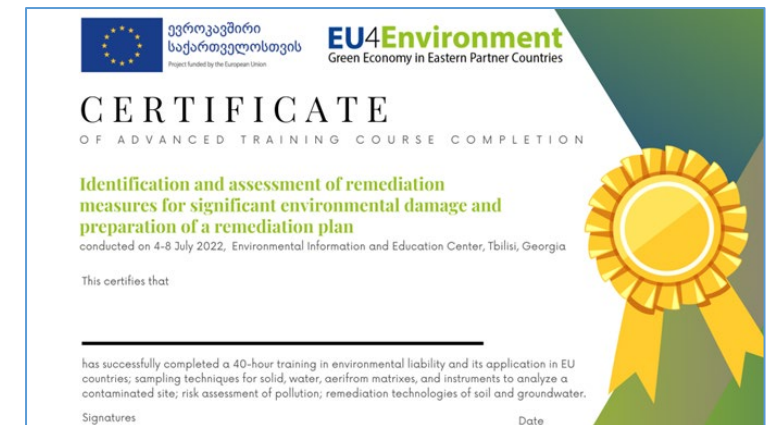 ევროკავშირი
საქართველოსთვის
Project funded by the European Union
EU4Environment
Green Economy in Eastern Partner Countries
CERTIFICATE
OF ADVANCED TRAINING COURSE COMPLETION
Identification and assessment of remediation
measures for significant environmental damage and
preparation of a remediation plan
conducted on 4-8 July 2022, Environmental Information and Education Center, Tbilisi, Georgia
This certifies that
has successfully completed a 40-hour training in environmental liability and its application in EU
countries; sampling techniques for solid, water, aerifrom matrixes, and instruments to analyze a
contaminated site; risk assessment of pollution; remediation technologies of soil and groundwater.
Signatures
Date